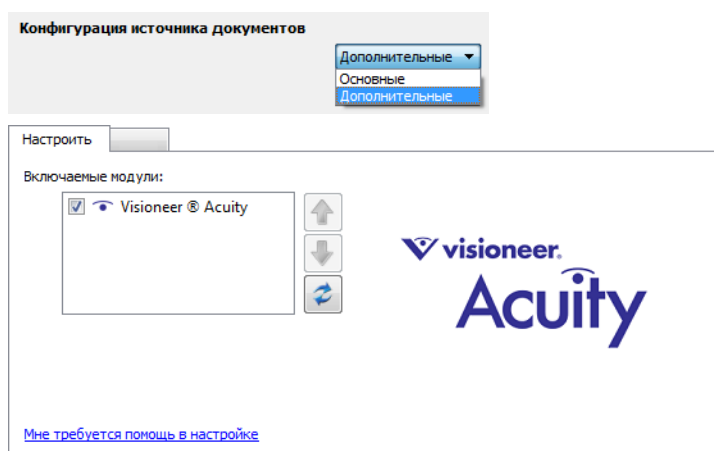 Конфигурация источника документов
Дополнительные
Основные
Дополнительные
Настроить
Включаемые модули:
Visioneer ® Acuity
visioneer.
Acuity
Мне требуется помощь в настройке